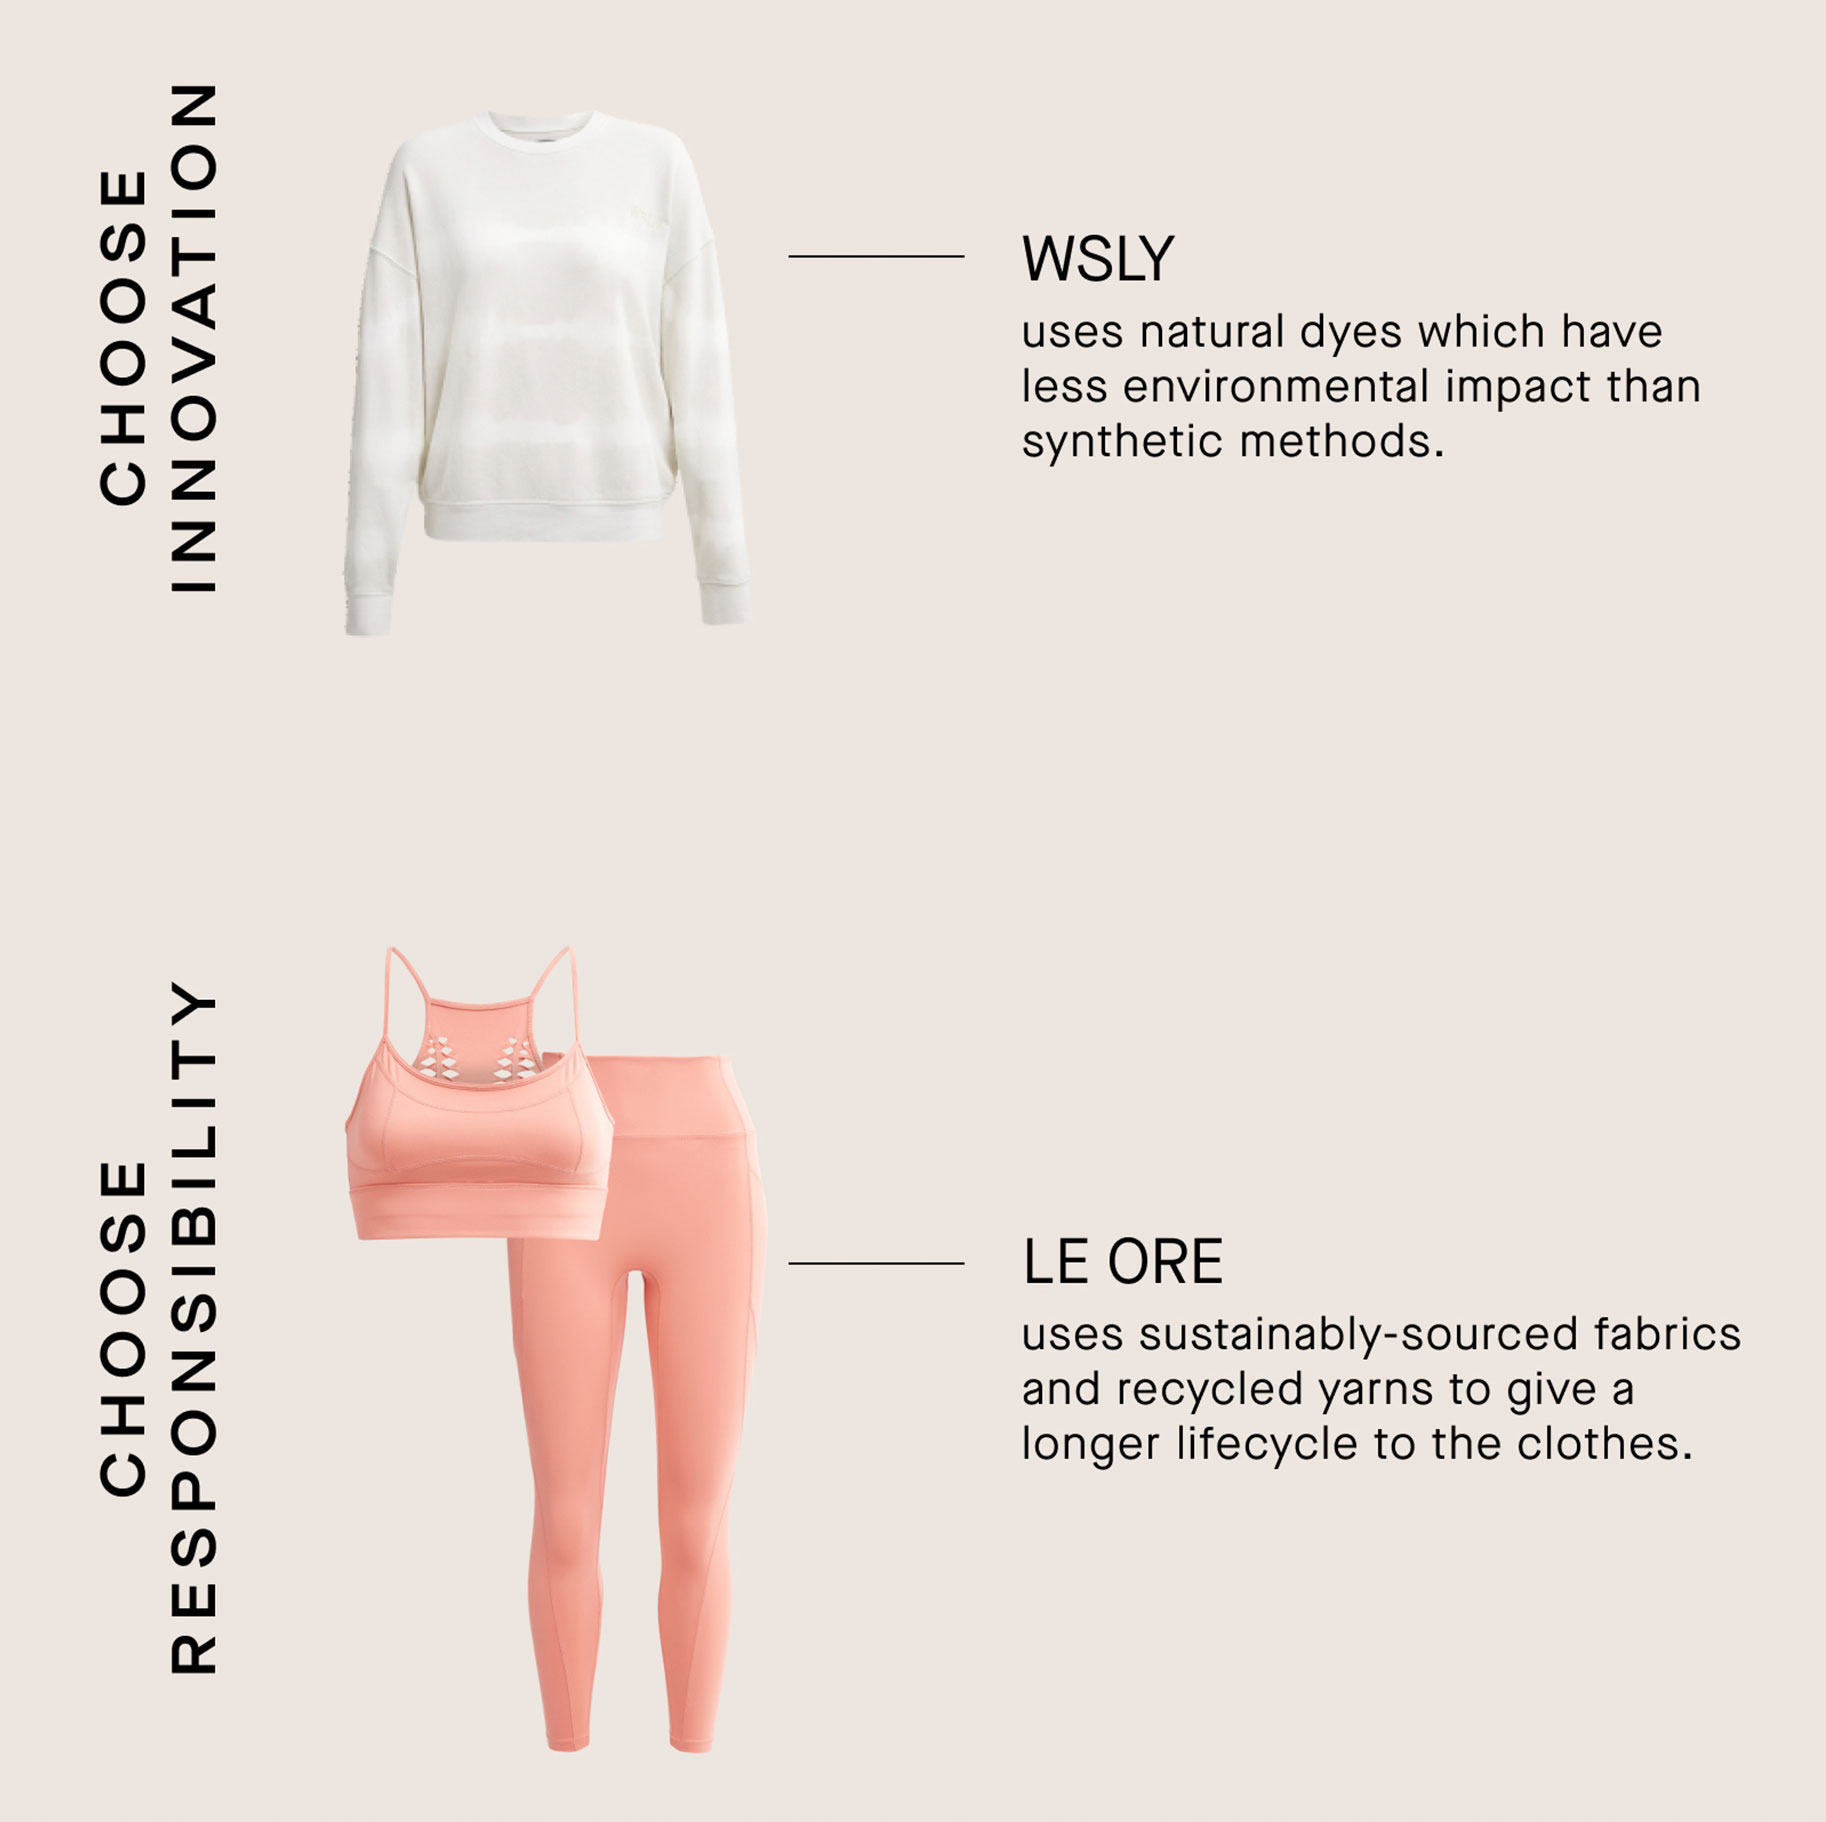 CHOOSE
INNOVATION
WSLY
uses natural dyes which have
less environmental impact than
synthetic methods.
CHOOSE
RESPONSIBILITY
LE ORE
uses sustainably-sourced fabrics
and recycled yarns to give a
longer lifecycle to the clothes.